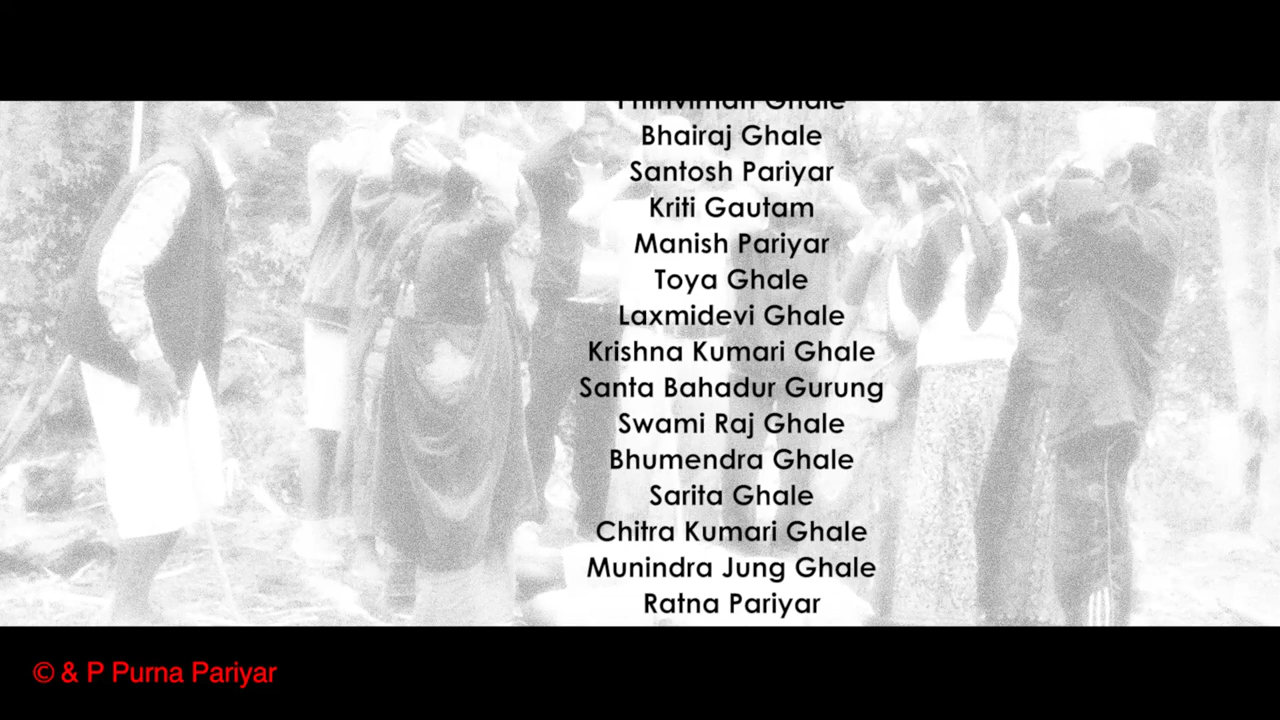 Ghale
Bhairaj Ghale
Santosh Pariyar
Kriti Gautam
Manish Pariyar
Toya Ghale
Laxmidevi Ghale
Krishna Kumari Ghale
Santa Bahadur Gurung
Swami Raj Ghale
Bhumendra Ghale
Sarita Ghale
Chitra Kumari Ghale
Munindra Jung Ghale
Ratna Pariyar
© & P Purna Pariyar